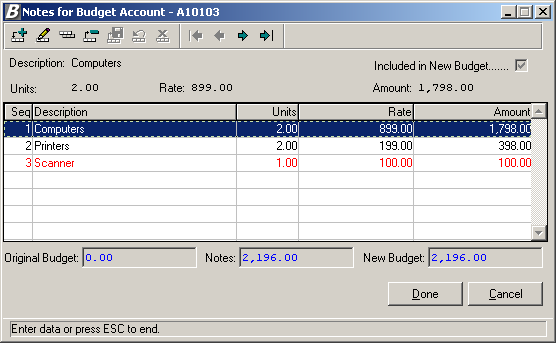 B Notes for Budget Account - A10103
Description: Computers
Included in New Budget.......
Units: 2.00 Rate: 899.00 Amount: 1,798.00
Seq Description Units Rate Amount
1 Computers 2.00 899.00 1,798.00
2 Printers 2.00 199.00 398.00
3 Scanner 1.00 100.00 100.00
Original Budget: 0.00 Notes: 2,196.00 New Budget: 2,196.00
Done Cancel
Enter data or press ESC to end.